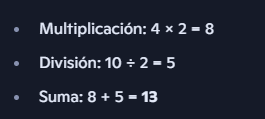 • Multiplicación: 4 × 2 = 8
• División: 10 ÷ 2 = 5
• Suma: 8 + 5 = 13